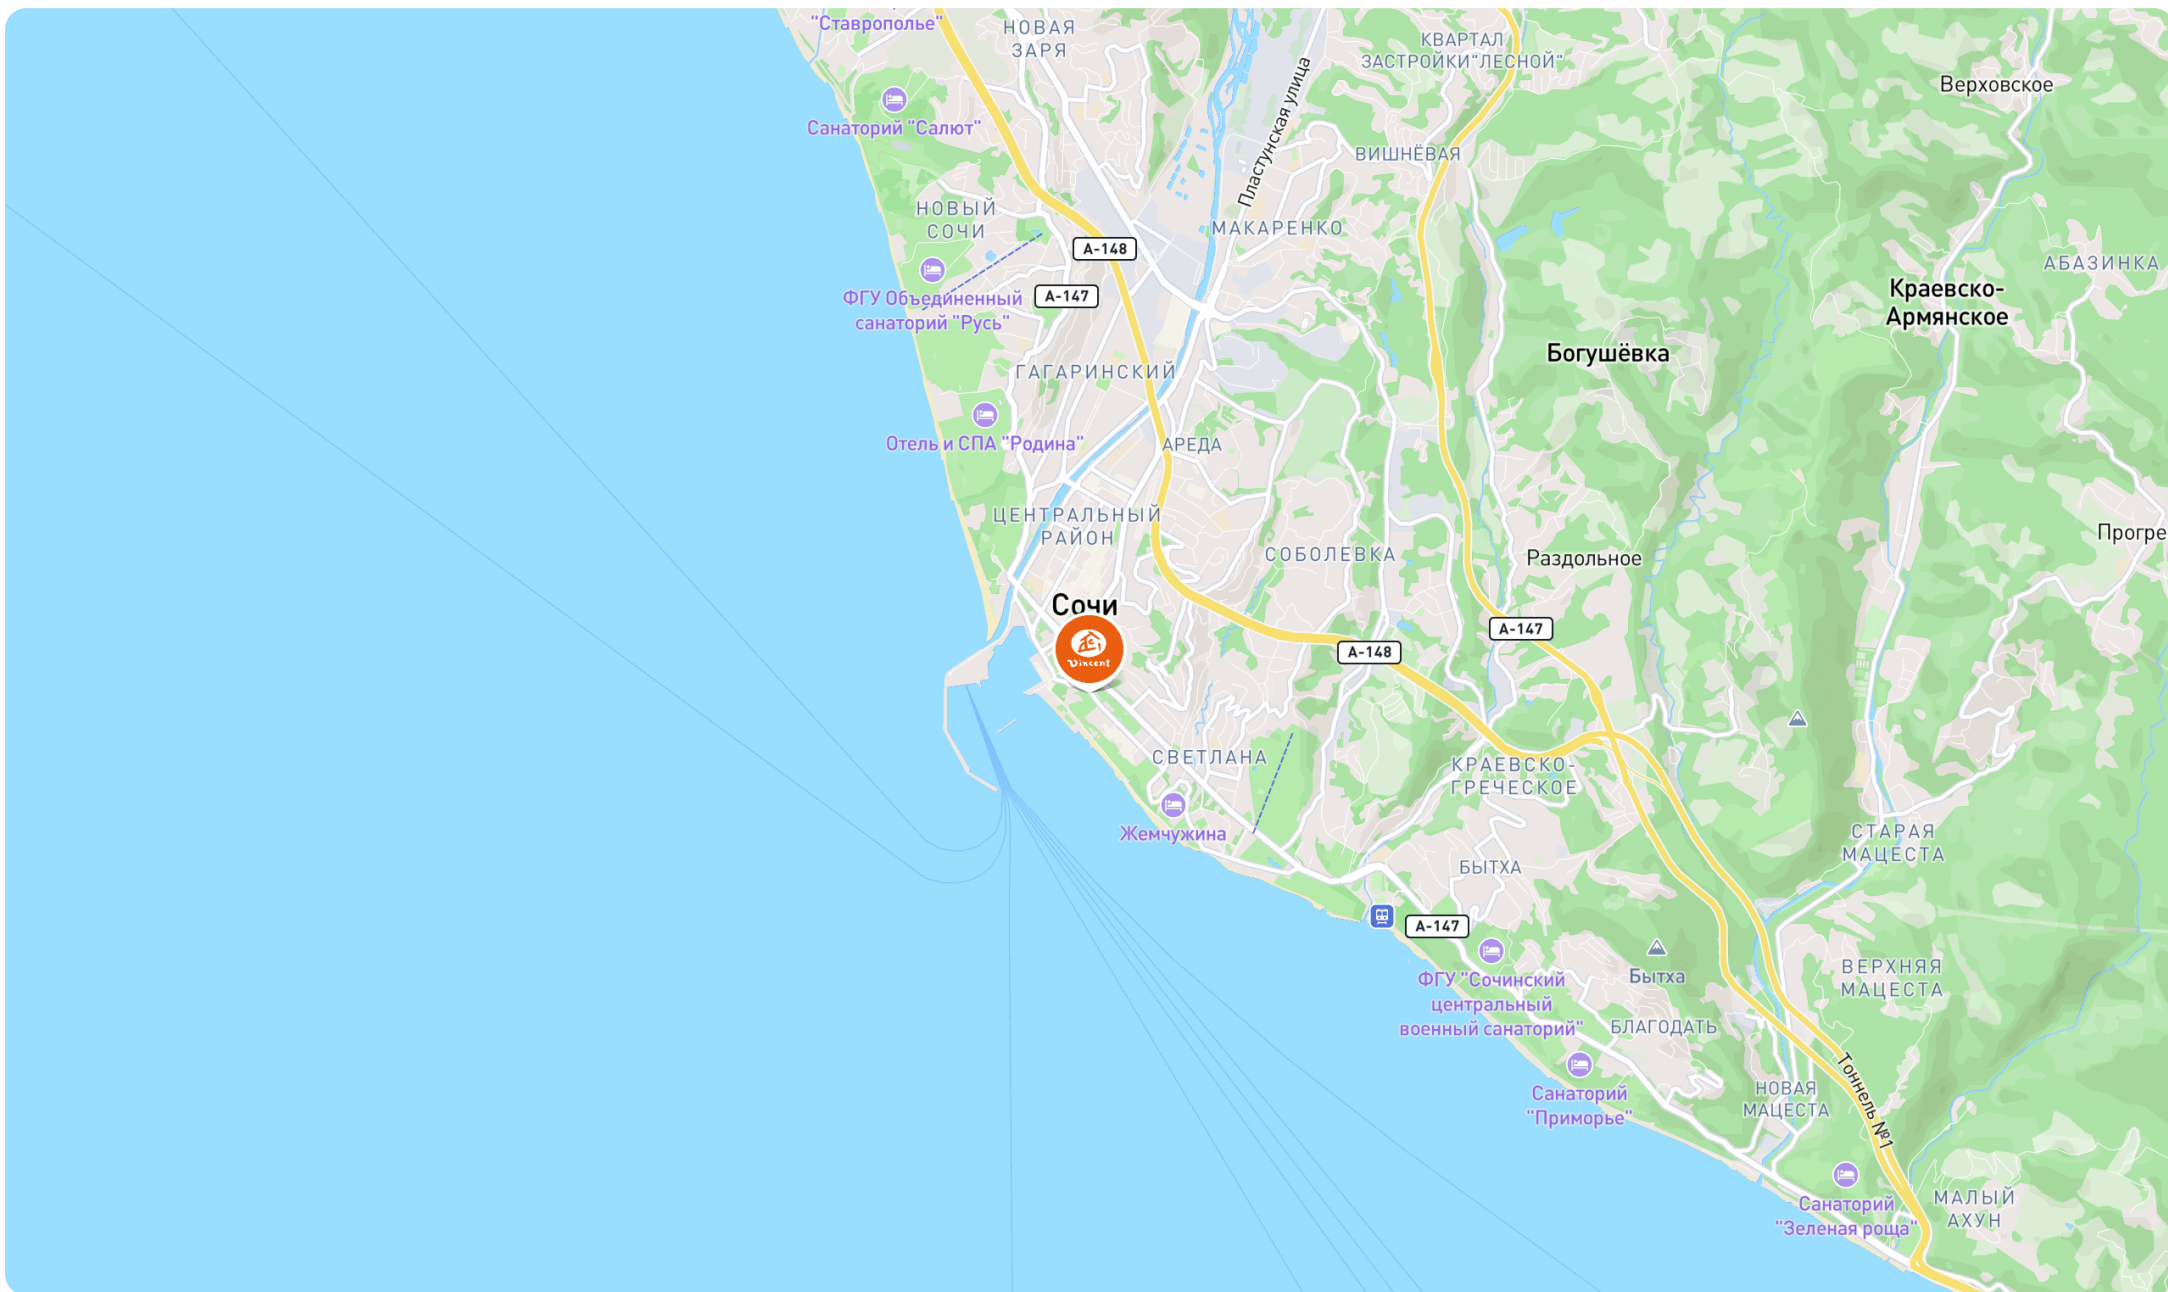 "Ставрополье"
НОВАЯ
ЗАРЯ
КВАРТАЛ
ЗАСТРОЙКИ"ЛЕСНОЙ"
Верховское
Санаторий "Салют"
Пластунская улица
ВИШНЁВАЯ
НОВЫЙ
СОЧИ
МАКАРЕНКО
А-148
АБАЗИНКА
ФГУ Объединенный
санаторий "Русь"
А-147
Краевско-
Армянское
Богушёвка
ГАГАРИНСКИЙ
Отель и СПА "Родина"
АРЕДА
ЦЕНТРАЛЬНЫЙ
РАЙОН
Прогре
СОБОЛЕВКА
Раздольное
Сочи
Vincent
А-147
А-148
СВЕТЛАНА
КРАЕВСКО-
ГРЕЧЕСКОЕ
Жемчужина
СТАРАЯ
МАЦЕСТА
БЫТХА
А-147
ФГУ "Сочинский
центральный
военный санаторий"
Бытха
ВЕРХНЯЯ
МАЦЕСТА
БЛАГОДАТЬ
Санаторий
"Приморье"
НОВАЯ
МАЦЕСТА
Тоннель №1
Санаторий
"Зеленая роща"
МАЛЫЙ
АХУН